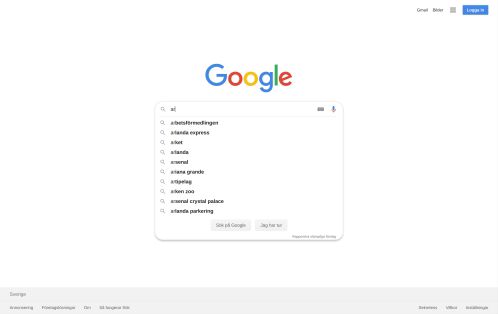 Gmail Bilder Logga in
Google
ar
arbetsförmedlingen
arlanda express
arket
arlanda
arsenal
ariana grande
artipelag
arken zoo
arsenal crystal palace
arlanda parkering
Sök på Google Jag har tur
Rapportera olämpliga förslag
Sverige
Annonsering Företagslösningar Om Så fungerar Sök Sekretess Villkor Inställningar